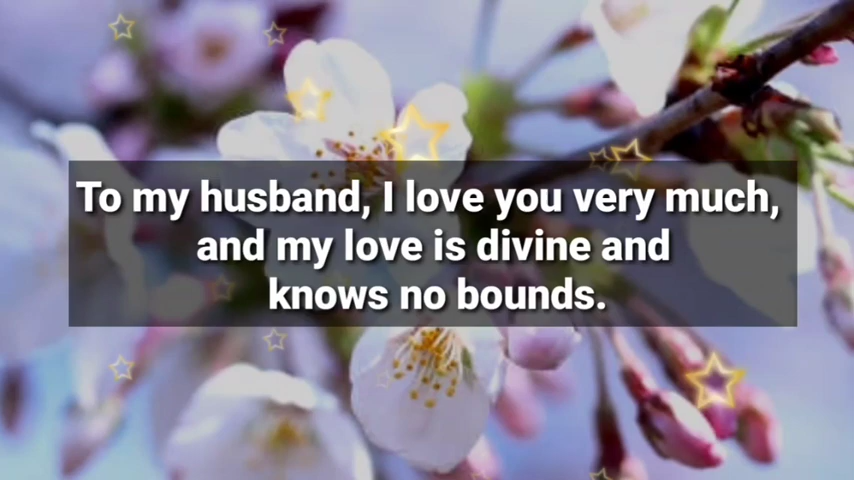 To my husband, I love you very much,
and my love is divine and
knows no bounds.